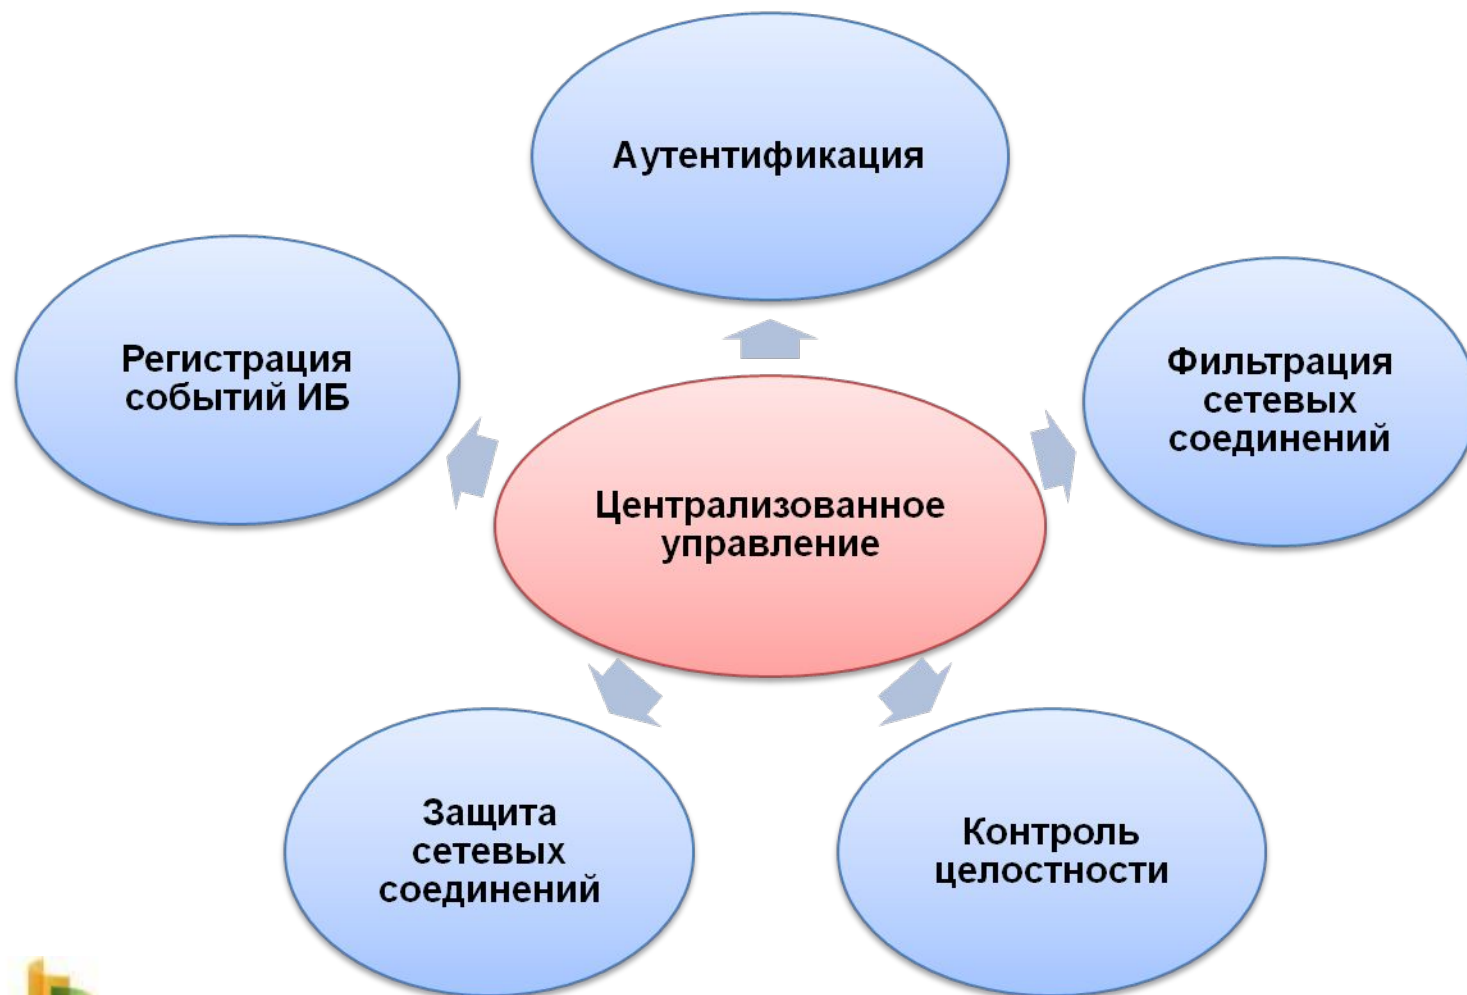 Аутентификация
Регистрация
событий ИБ
Фильтрация
сетевых
соединений
Централизованное
управление
Защита
сетевых
соединений
Контроль
целостности